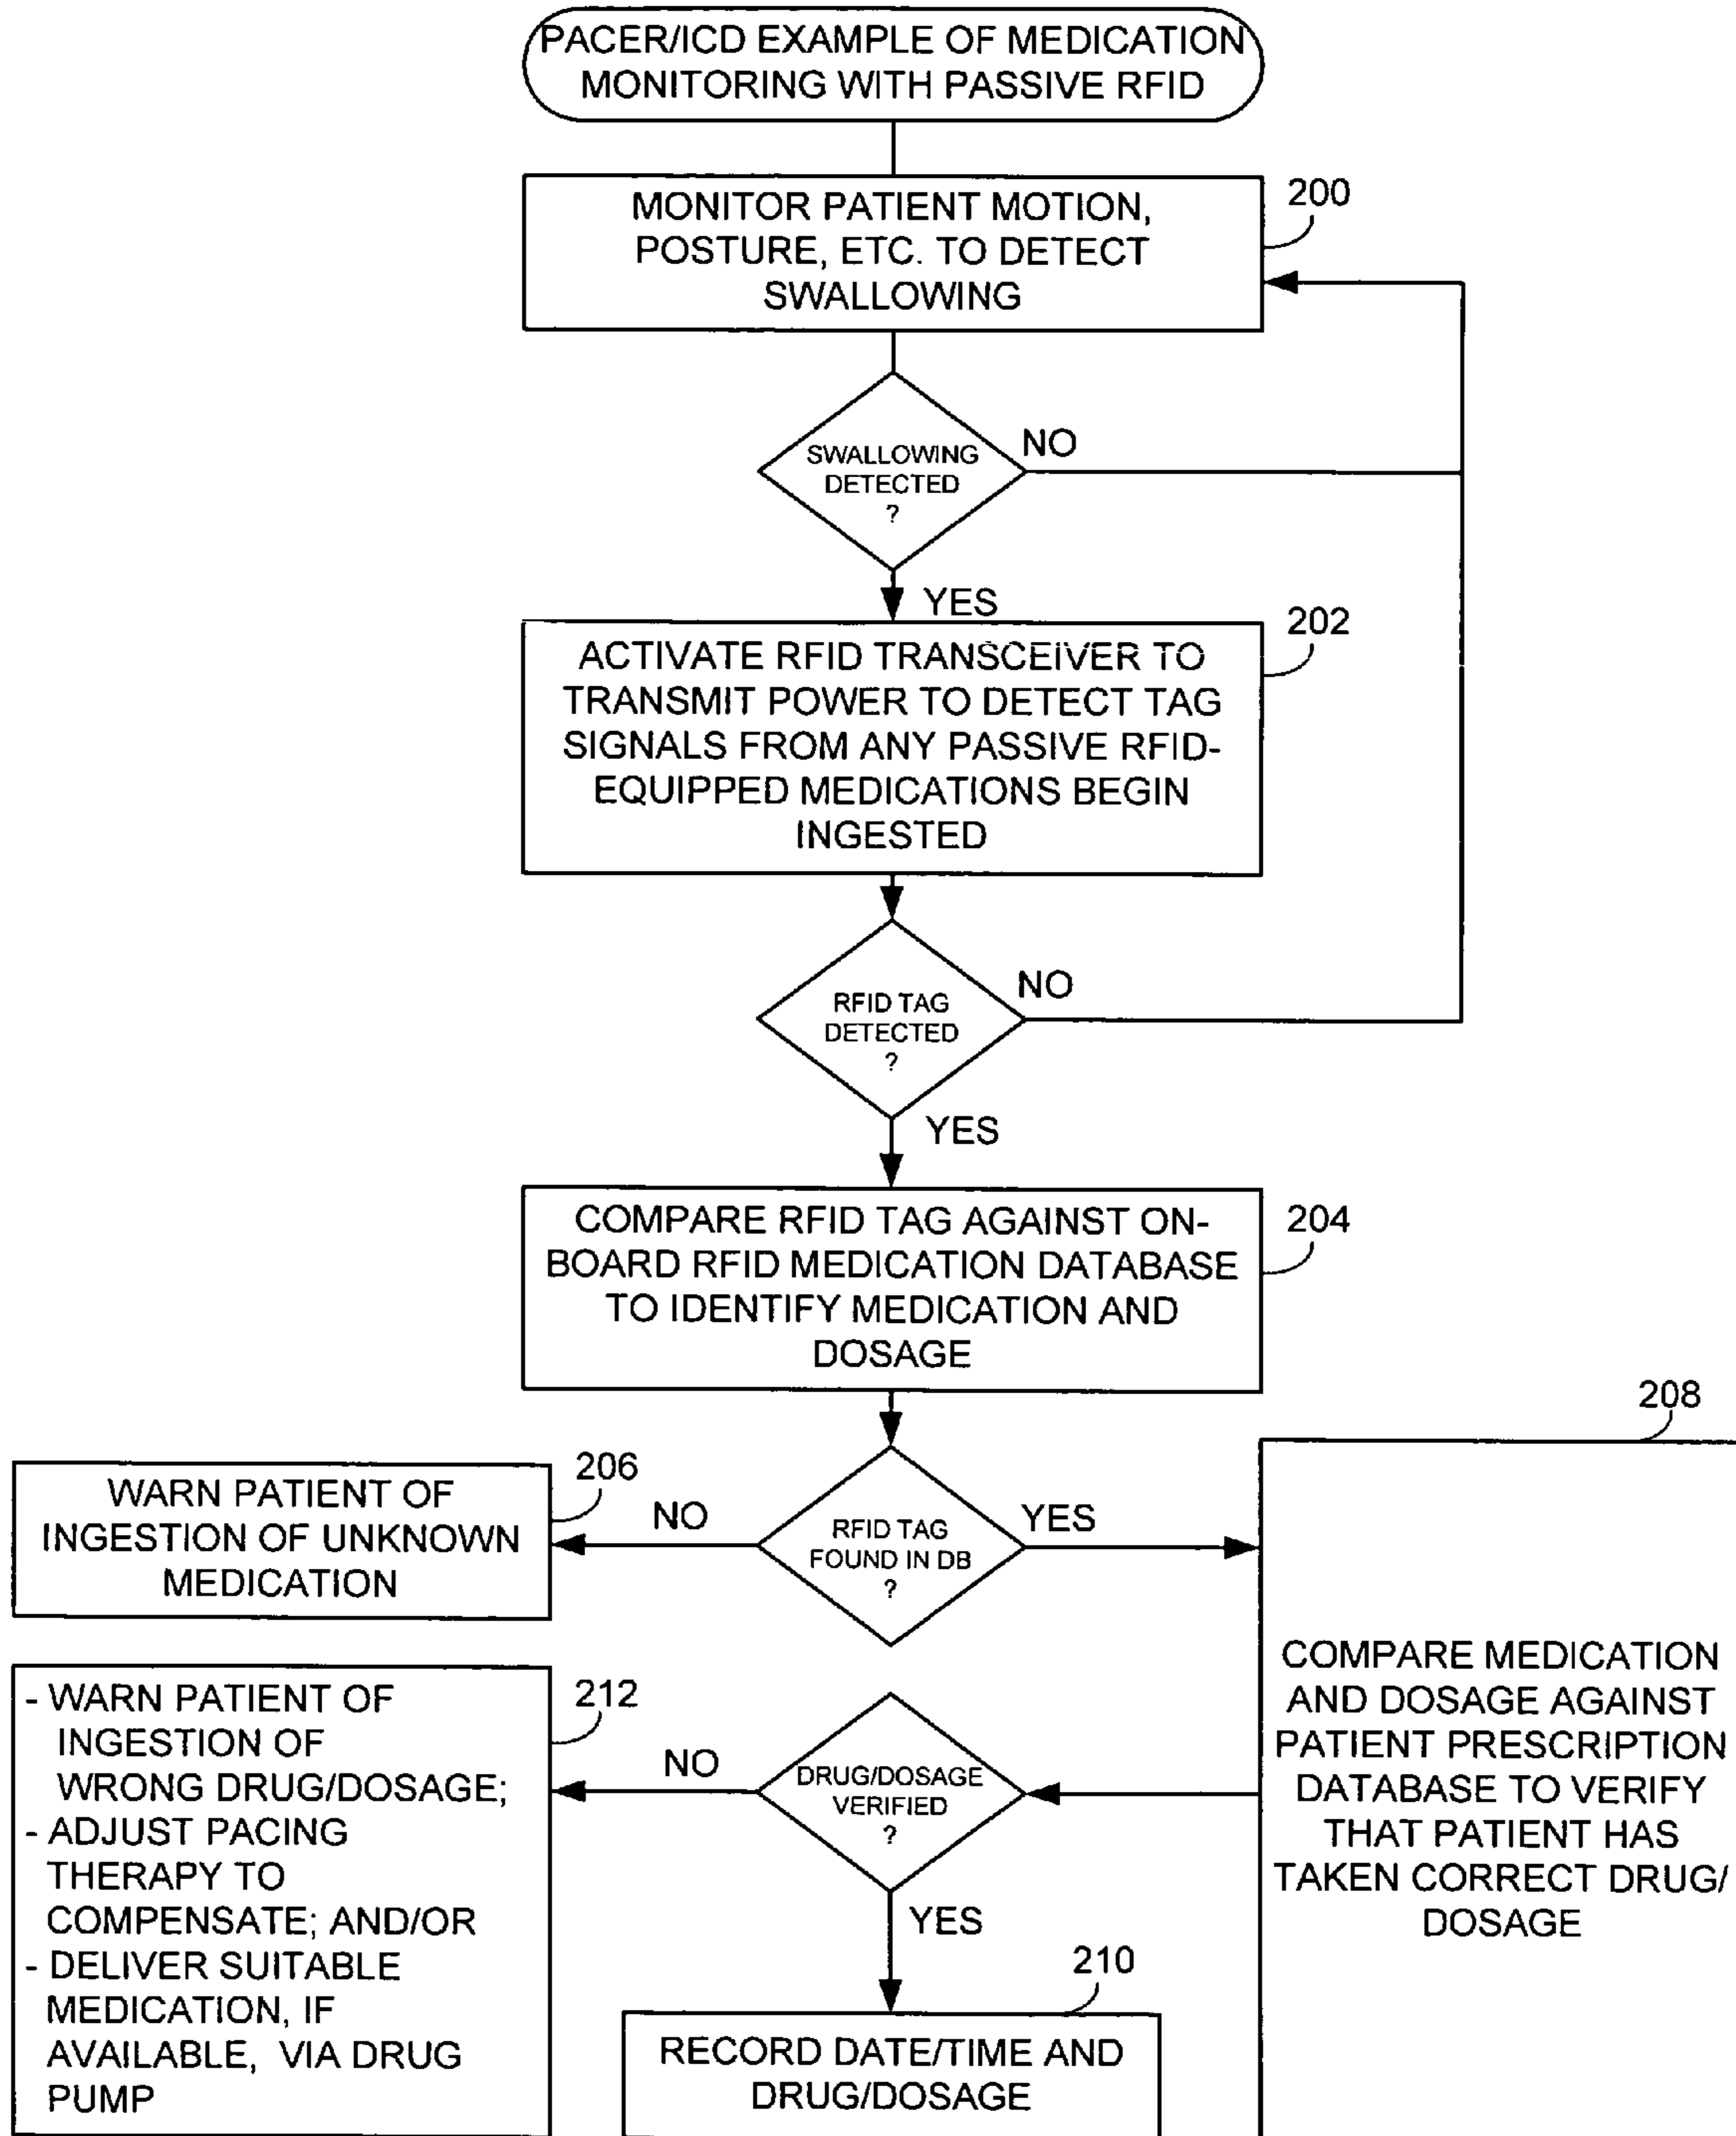 PACER/ICD EXAMPLE OF MEDICATION
MONITORING WITH PASSIVE RFID
MONITOR PATIENT MOTION,
POSTURE, ETC. TO DETECT
SWALLOWING
200
SWALLOWING
DETECTED
?
NO
YES
ACTIVATE RFID TRANSCEIVER TO
TRANSMIT POWER TO DETECT TAG
SIGNALS FROM ANY PASSIVE RFID-
EQUIPPED MEDICATIONS BEGIN
INGESTED
202
RFID TAG
DETECTED
?
NO
YES
COMPARE RFID TAG AGAINST ON-
BOARD RFID MEDICATION DATABASE
TO IDENTIFY MEDICATION AND
DOSAGE
204
RFID TAG
FOUND IN DB
?
NO
YES
WARN PATIENT OF
INGESTION OF UNKNOWN
MEDICATION
206
208
COMPARE MEDICATION
AND DOSAGE AGAINST
PATIENT PRESCRIPTION
DATABASE TO VERIFY
THAT PATIENT HAS
TAKEN CORRECT DRUG/
DOSAGE
DRUG/DOSAGE
VERIFIED
?
NO
YES
- WARN PATIENT OF
INGESTION OF
WRONG DRUG/DOSAGE;
- ADJUST PACING
THERAPY TO
COMPENSATE; AND/OR
- DELIVER SUITABLE
MEDICATION, IF
AVAILABLE, VIA DRUG
PUMP
212
210
RECORD DATE/TIME AND
DRUG/DOSAGE